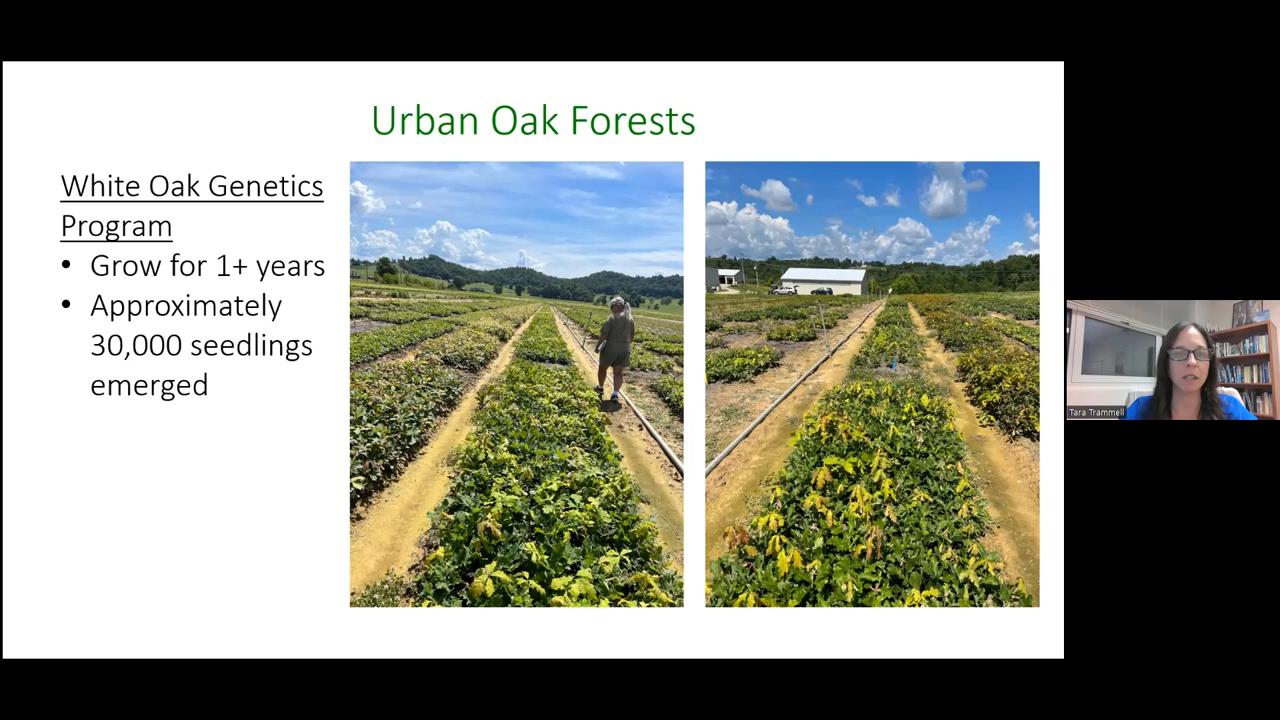 Urban Oak Forests
White Oak Genetics
Program
• Grow for 1+ years
• Approximately
30,000 seedlings
emerged
Tara Trammell